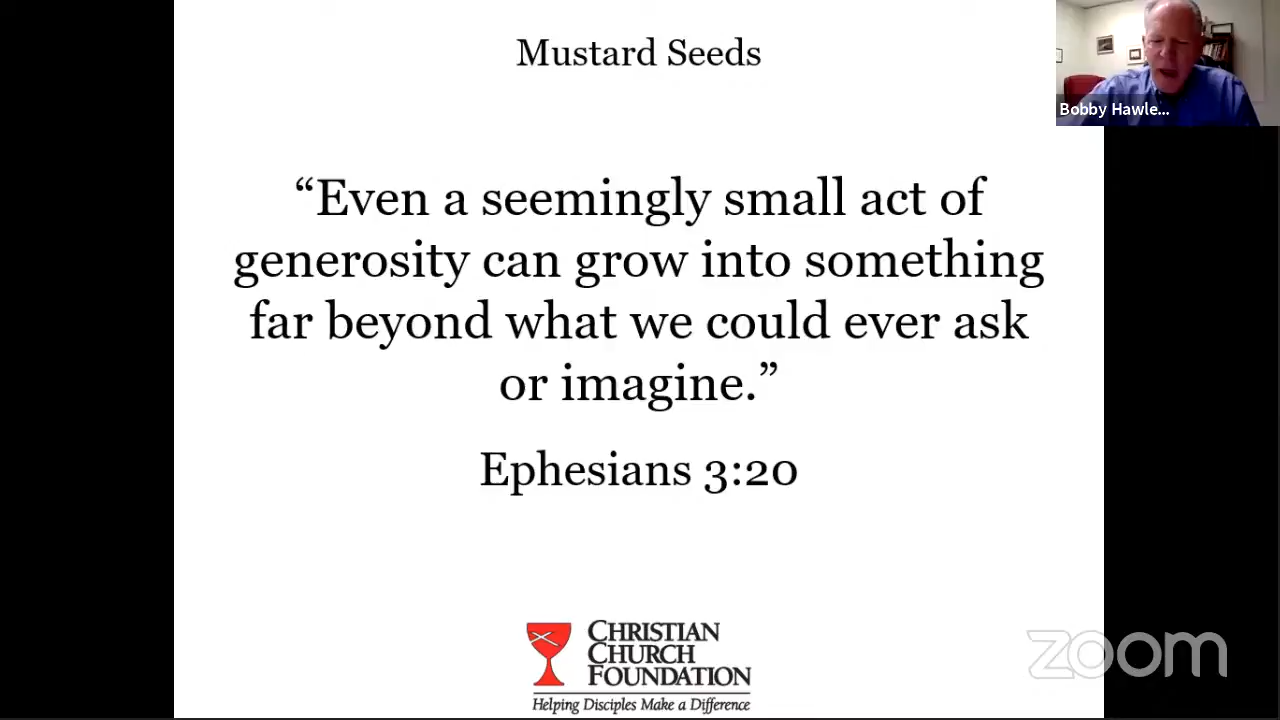 Mustard Seeds
Bobby Hawle...
“Even a seemingly small act of
generosity can grow into something
far beyond what we could ever ask
or imagine.”
Ephesians 3:20
CHRISTIAN
CHURCH
FOUNDATION
Helping Disciples Make a Difference
zoom